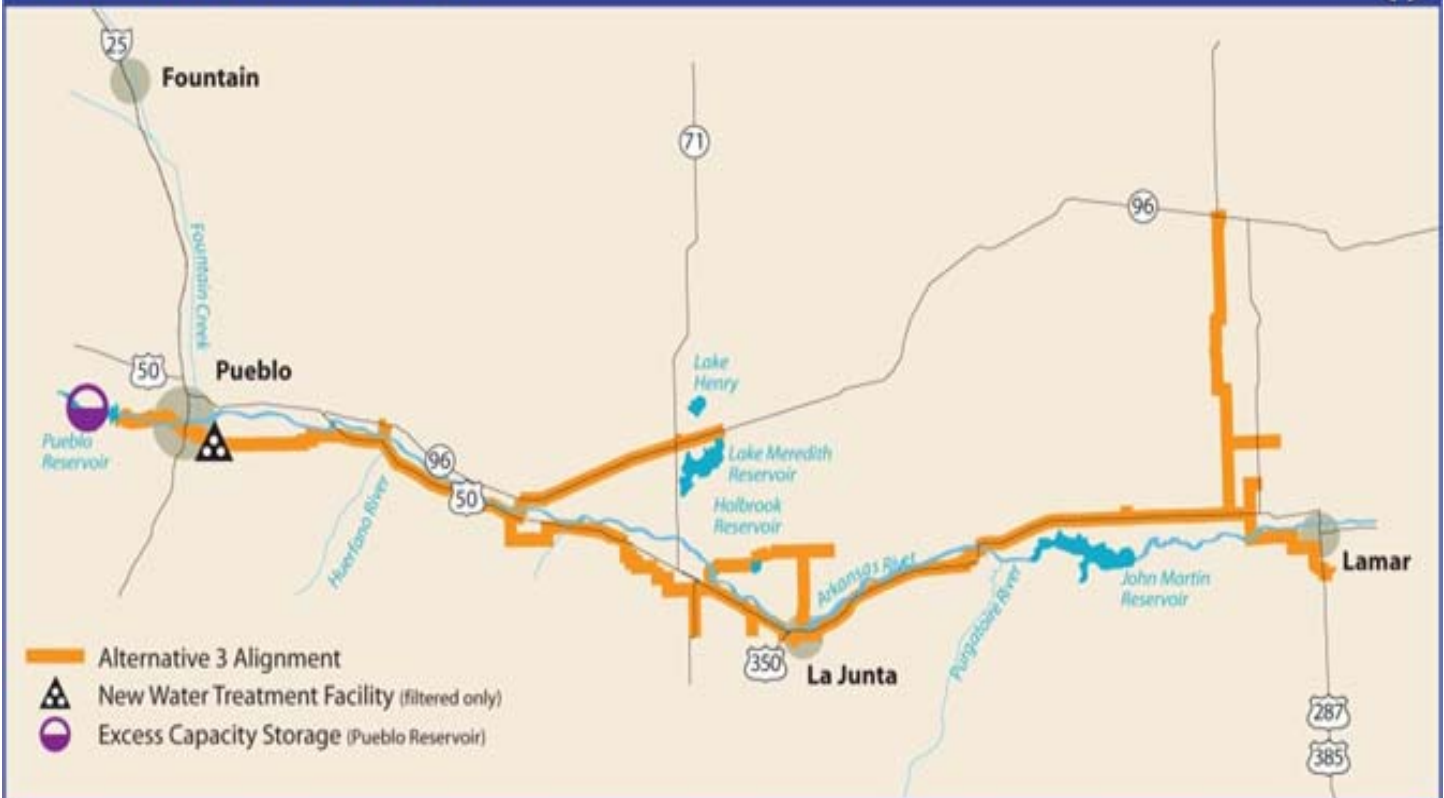 25
Fountain
71
96
Fountain Creek
50
Pueblo
Lake
Henry
Pueblo
Reservoir
96
Lake Meredith
Reservoir
50
Holbrook
Reservoir
Huerfano River
Arkansas River
Purgatoire River
John Martin
Reservoir
Lamar
350
La Junta
Alternative 3 Alignment
New Water Treatment Facility (filtered only)
Excess Capacity Storage (Pueblo Reservoir)
287
385